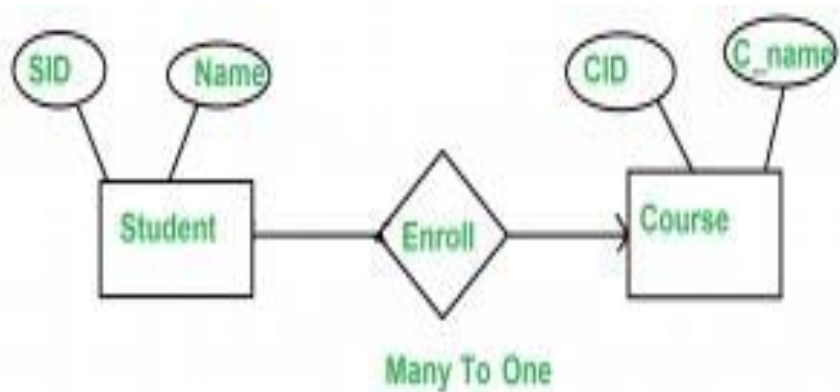 SID
Name
CID
C_name
Student
Enroll
Course
Many To One